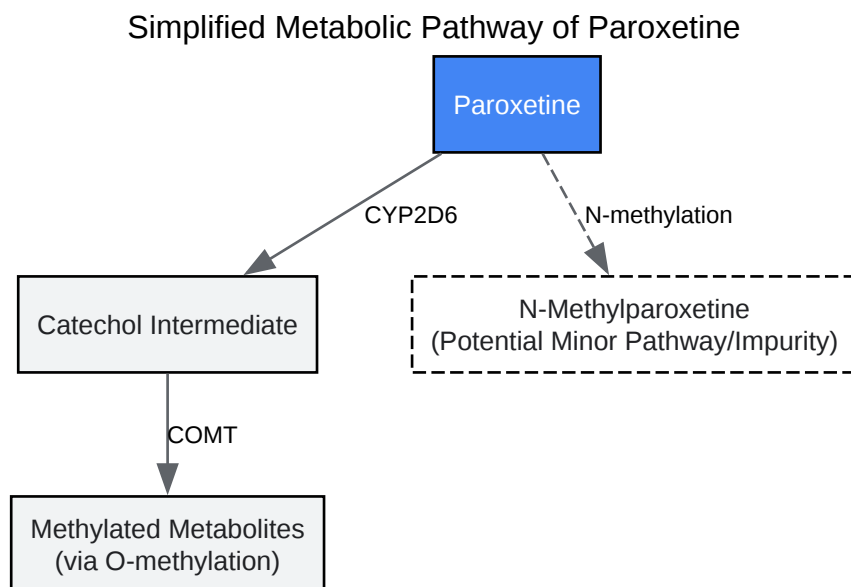 Simplified Metabolic Pathway of Paroxetine
Paroxetine
CYP2D6
N-methylation
Catechol Intermediate
N-Methylparoxetine
(Potential Minor Pathway/Impurity)
COMT
Methylated Metabolites
(via O-methylation)